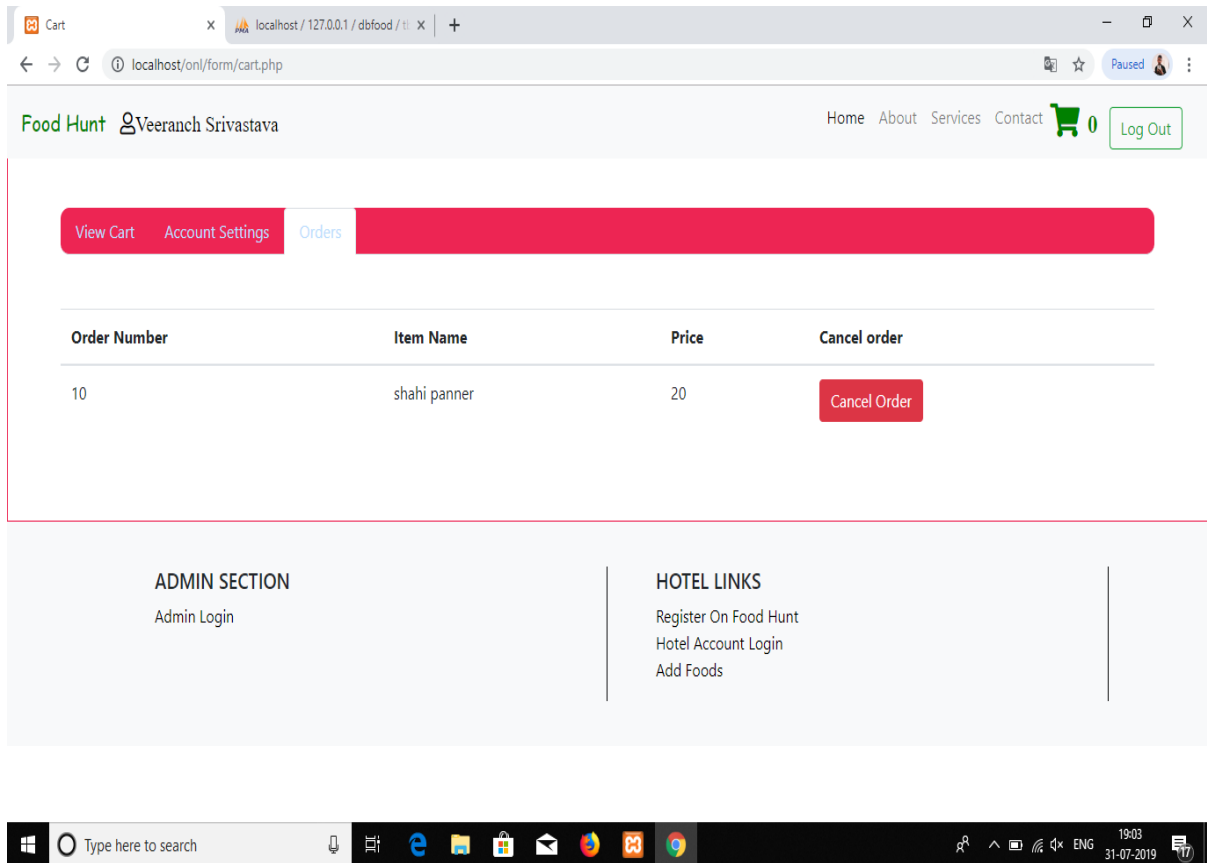 Cart
localhost / 127.0.0.1 / dbfood / tl
localhost/onl/form/cart.php
Paused
Food Hunt Veeranch Srivastava
Home About Services Contact 0 Log Out
View Cart Account Settings Orders
Order Number Item Name Price Cancel order
10 shahi panner 20 Cancel Order
ADMIN SECTION
Admin Login
HOTEL LINKS
Register On Food Hunt
Hotel Account Login
Add Foods
Type here to search
ENG
19:03
31-07-2019
17